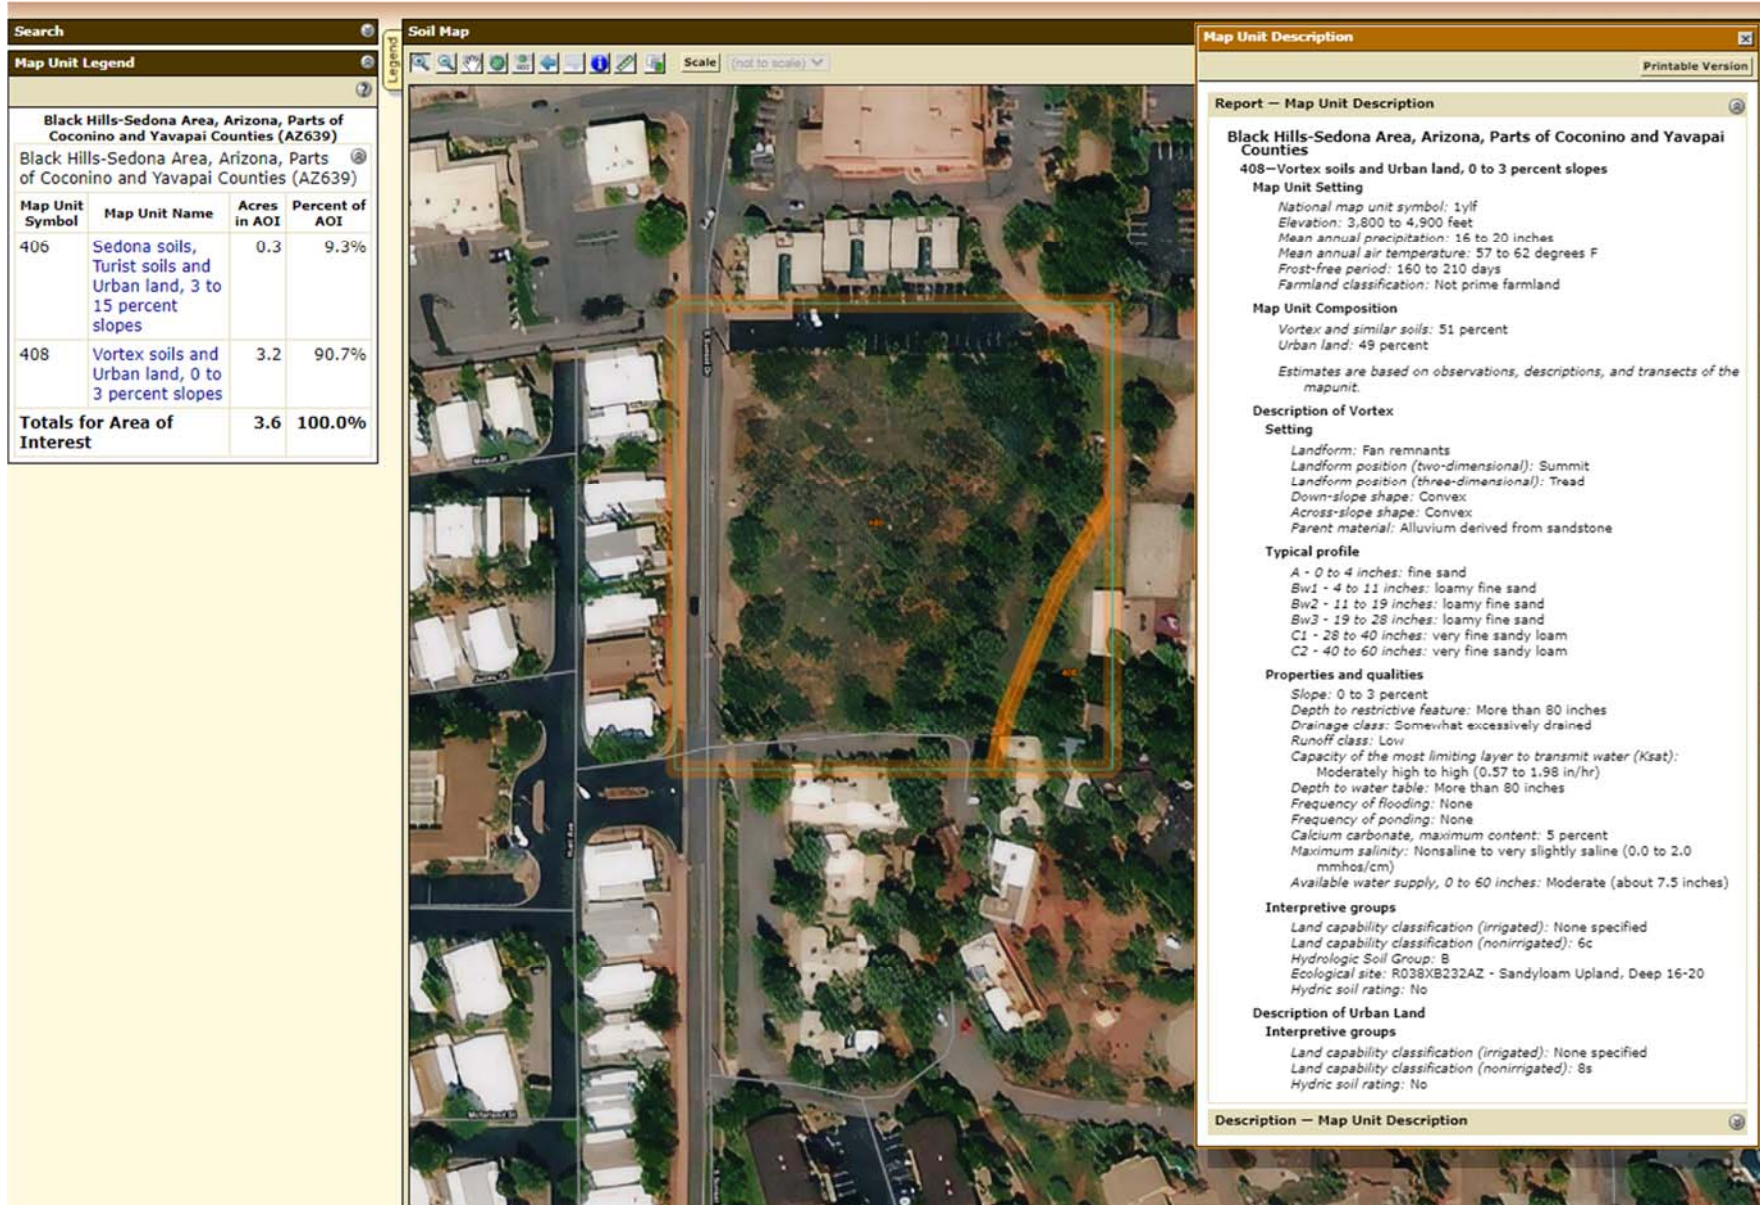 Search
Map Unit Legend
Black Hills-Sedona Area, Arizona, Parts of
Coconino and Yavapai Counties (AZ639)
Black Hills-Sedona Area, Arizona, Parts
of Coconino and Yavapai Counties (AZ639)
Map Unit Symbol Map Unit Name Acres in AOI Percent of AOI
406 Sedona soils, 0.3 9.3%
Turist soils and
Urban land, 3 to
15 percent
slopes
408 Vortex soils and 3.2 90.7%
Urban land, 0 to
3 percent slopes
Totals for Area of 3.6 100.0%
Interest
Legend
Soil Map
Scale (not to scale)
Map Unit Description
Printable Version
Report — Map Unit Description
Black Hills-Sedona Area, Arizona, Parts of Coconino and Yavapai
Counties
408—Vortex soils and Urban land, 0 to 3 percent slopes
Map Unit Setting
National map unit symbol: 1ylf
Elevation: 3,800 to 4,900 feet
Mean annual precipitation: 16 to 20 inches
Mean annual air temperature: 57 to 62 degrees F
Frost-free period: 160 to 210 days
Farmland classification: Not prime farmland
Map Unit Composition
Vortex and similar soils: 51 percent
Urban land: 49 percent
Estimates are based on observations, descriptions, and transects of the
mapunit.
Description of Vortex
Setting
Landform: Fan remnants
Landform position (two-dimensional): Summit
Landform position (three-dimensional): Tread
Down-slope shape: Convex
Across-slope shape: Convex
Parent material: Alluvium derived from sandstone
Typical profile
A - 0 to 4 inches: fine sand
Bw1 - 4 to 11 inches: loamy fine sand
Bw2 - 11 to 19 inches: loamy fine sand
Bw3 - 19 to 28 inches: loamy fine sand
C1 - 28 to 40 inches: very fine sandy loam
C2 - 40 to 60 inches: very fine sandy loam
Properties and qualities
Slope: 0 to 3 percent
Depth to restrictive feature: More than 80 inches
Drainage class: Somewhat excessively drained
Runoff class: Low
Capacity of the most limiting layer to transmit water (Ksat):
Moderately high to high (0.57 to 1.98 in/hr)
Depth to water table: More than 80 inches
Frequency of flooding: None
Frequency of ponding: None
Calcium carbonate, maximum content: 5 percent
Maximum salinity: Nonsaline to very slightly saline (0.0 to 2.0
mmhos/cm)
Available water supply, 0 to 60 inches: Moderate (about 7.5 inches)
Interpretive groups
Land capability classification (irrigated): None specified
Land capability classification (nonirrigated): 6c
Hydrologic Soil Group: B
Ecological site: R038XB232AZ - Sandyloam Upland, Deep 16-20
Hydric soil rating: No
Description of Urban Land
Interpretive groups
Land capability classification (irrigated): None specified
Land capability classification (nonirrigated): 8s
Hydric soil rating: No
Description — Map Unit Description